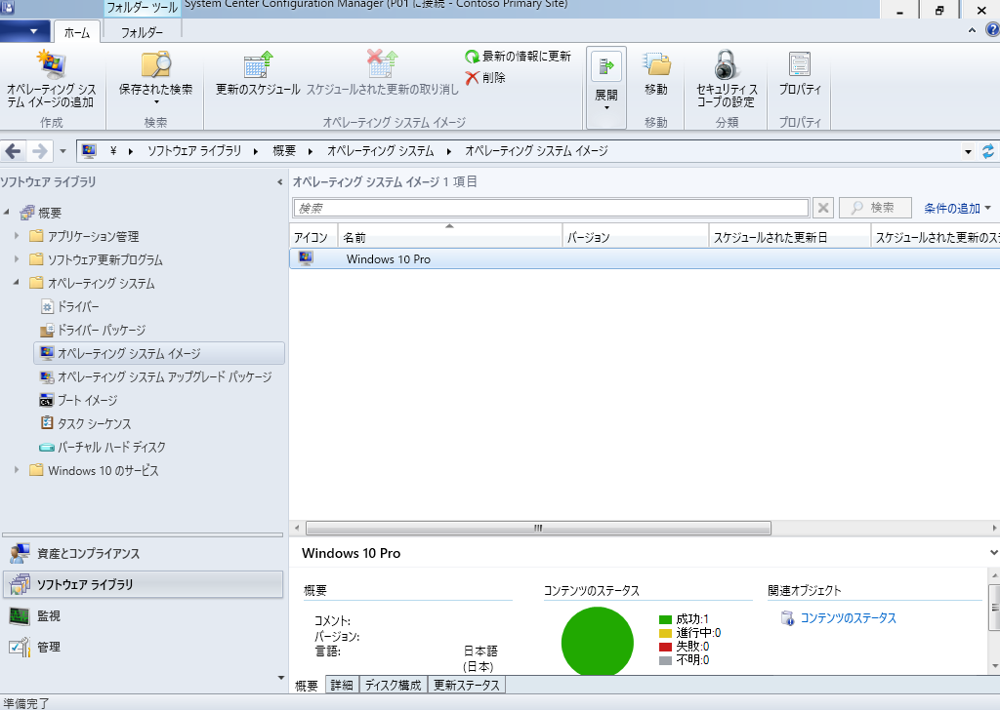 フォルダー ツール
System Center Configuration Manager (P01 に接続 - Contoso Primary Site)
ホーム
フォルダー
オペレーティング シス
テム イメージの追加
作成
保存された検索
検索
更新のスケジュール
スケジュールされた更新の取り消し
最新の情報に更新
削除
オペレーティング システム イメージ
展開
移動
移動
セキュリティ ス
コープの設定
分類
プロパティ
プロパティ
¥ ソフトウェア ライブラリ 概要 オペレーティング システム オペレーティング システム イメージ
ソフトウェア ライブラリ
概要
アプリケーション管理
ソフトウェア更新プログラム
オペレーティング システム
ドライバー
ドライバー パッケージ
オペレーティング システム イメージ
オペレーティング システム アップグレード パッケージ
ブート イメージ
タスク シーケンス
バーチャル ハード ディスク
Windows 10 のサービス
資産とコンプライアンス
ソフトウェア ライブラリ
監視
管理
オペレーティング システム イメージ 1 項目
検索
検索
条件の追加
アイコン 名前 バージョン スケジュールされた更新日 スケジュールされた更新のス
Windows 10 Pro
Windows 10 Pro
概要
コメント:
バージョン:
言語: 日本語
(日本)
コンテンツのステータス
成功:1
進行中:0
失敗:0
不明:0
関連オブジェクト
コンテンツのステータス
概要 詳細 ディスク構成 更新ステータス
準備完了